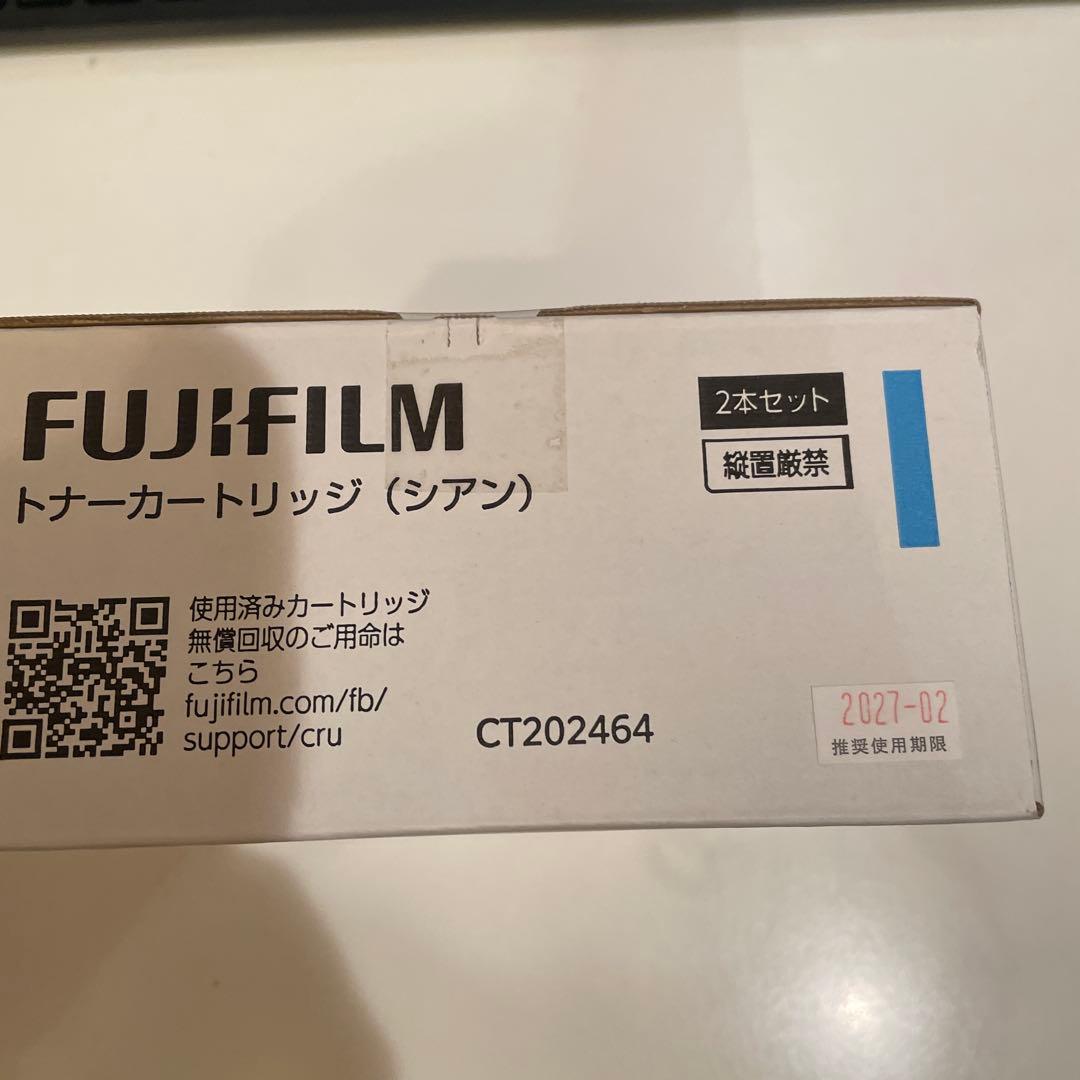 FUJIFILM
トナーカートリッジ（シアン）
2本セット
縦置厳禁
使用済みカートリッジ
無償回収のご用命は
こちら
fujifilm.com/fb/
support/cru
CT202464
2027-02
推奨使用期限